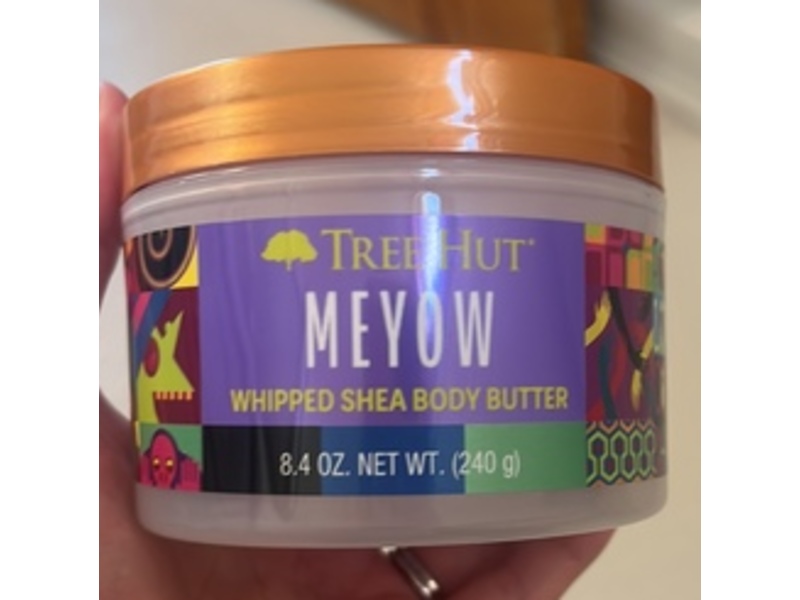 TREE HUT
MEYOW
WHIPPED SHEA BODY BUTTER
8.4 OZ. NET WT. (240 g)